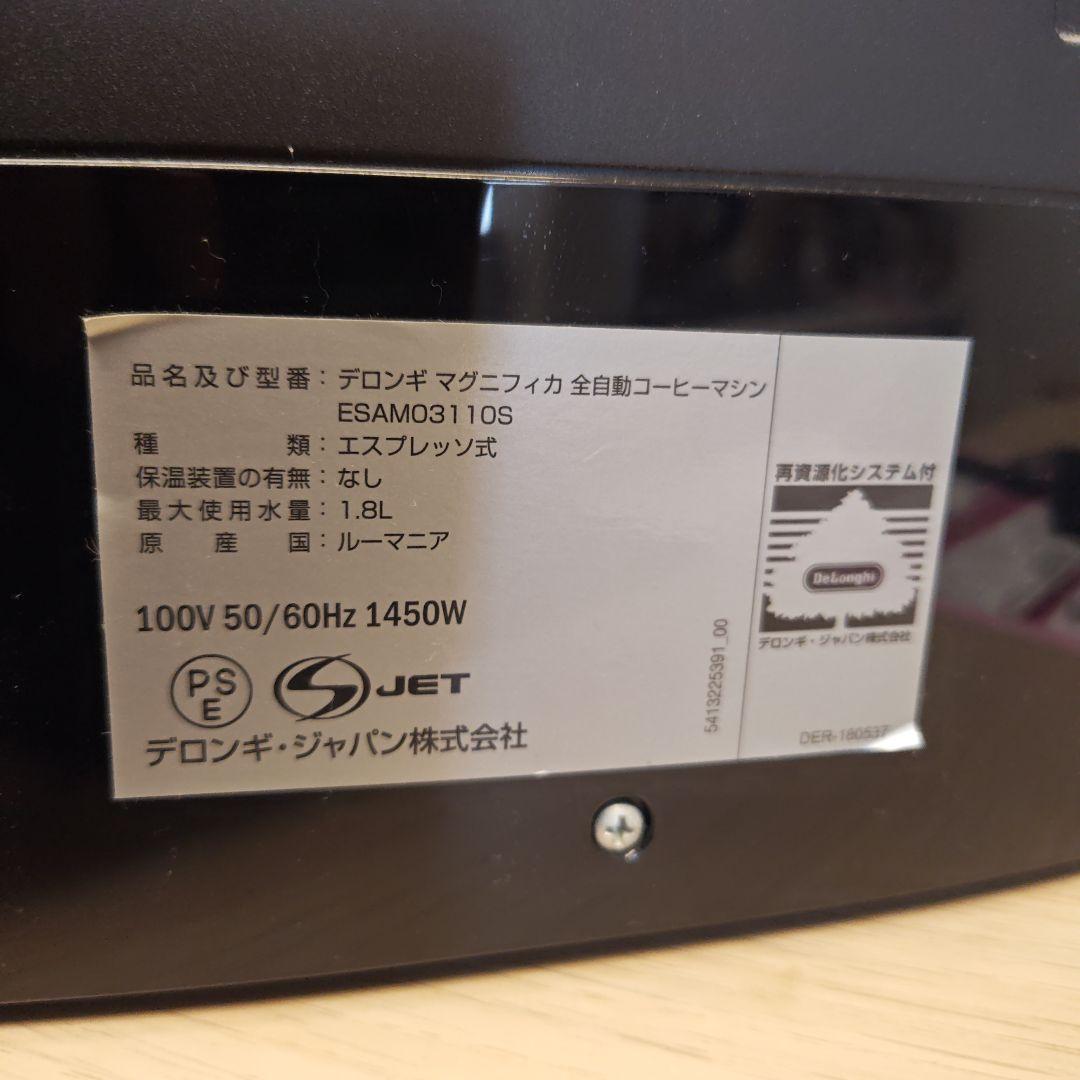 品名及び型番：デロンギ マグニフィカ 全自動コーヒーマシン
ESAM03110S
種類：エスプレッソ式
保温装置の有無：なし
最大使用水量：1.8L
原産国：ルーマニア
100V 50/60Hz 1450W
PSE
S JET
デロンギ・ジャパン株式会社
5413225391_00
再資源化システム付
DeLonghi
デロンギ・ジャパン株式会社
DER-180537